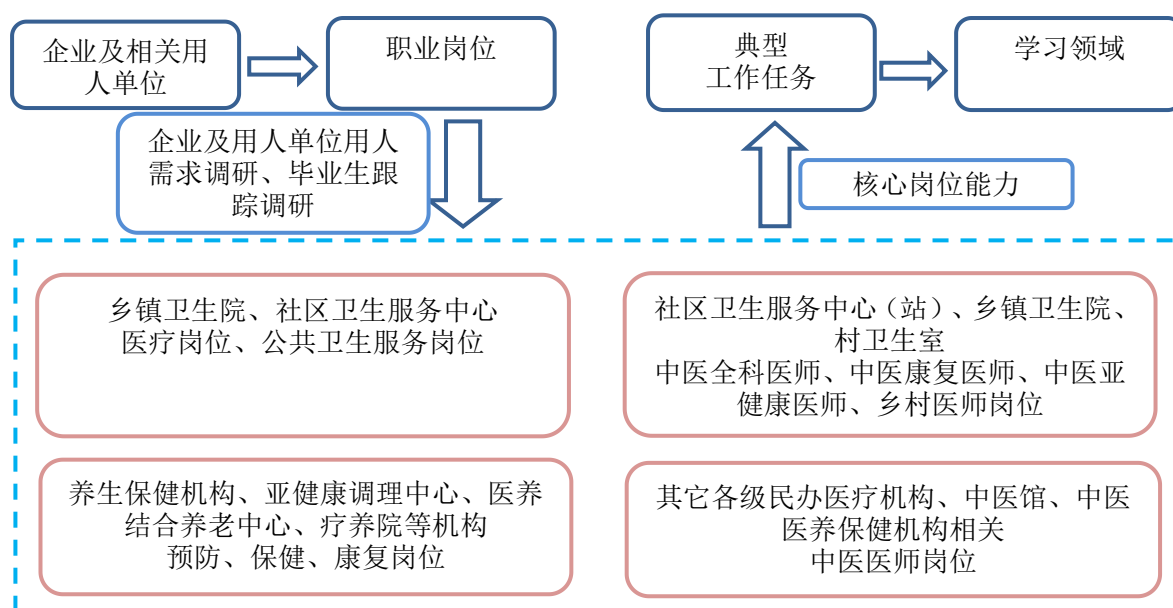 企业及相关用
人单位
职业岗位
典型
工作任务
学习领域
企业及用人单位用人
需求调研、毕业生跟
踪调研
核心岗位能力
乡镇卫生院、社区卫生服务中心
医疗岗位、公共卫生服务岗位
社区卫生服务中心（站）、乡镇卫生院、
村卫生室
中医全科医师、中医康复医师、中医亚
健康医师、乡村医师岗位
养生保健机构、亚健康调理中心、医养
结合养老中心、疗养院等机构
预防、保健、康复岗位
其它各级民办医疗机构、中医馆、中医
医养保健机构相关
中医医师岗位